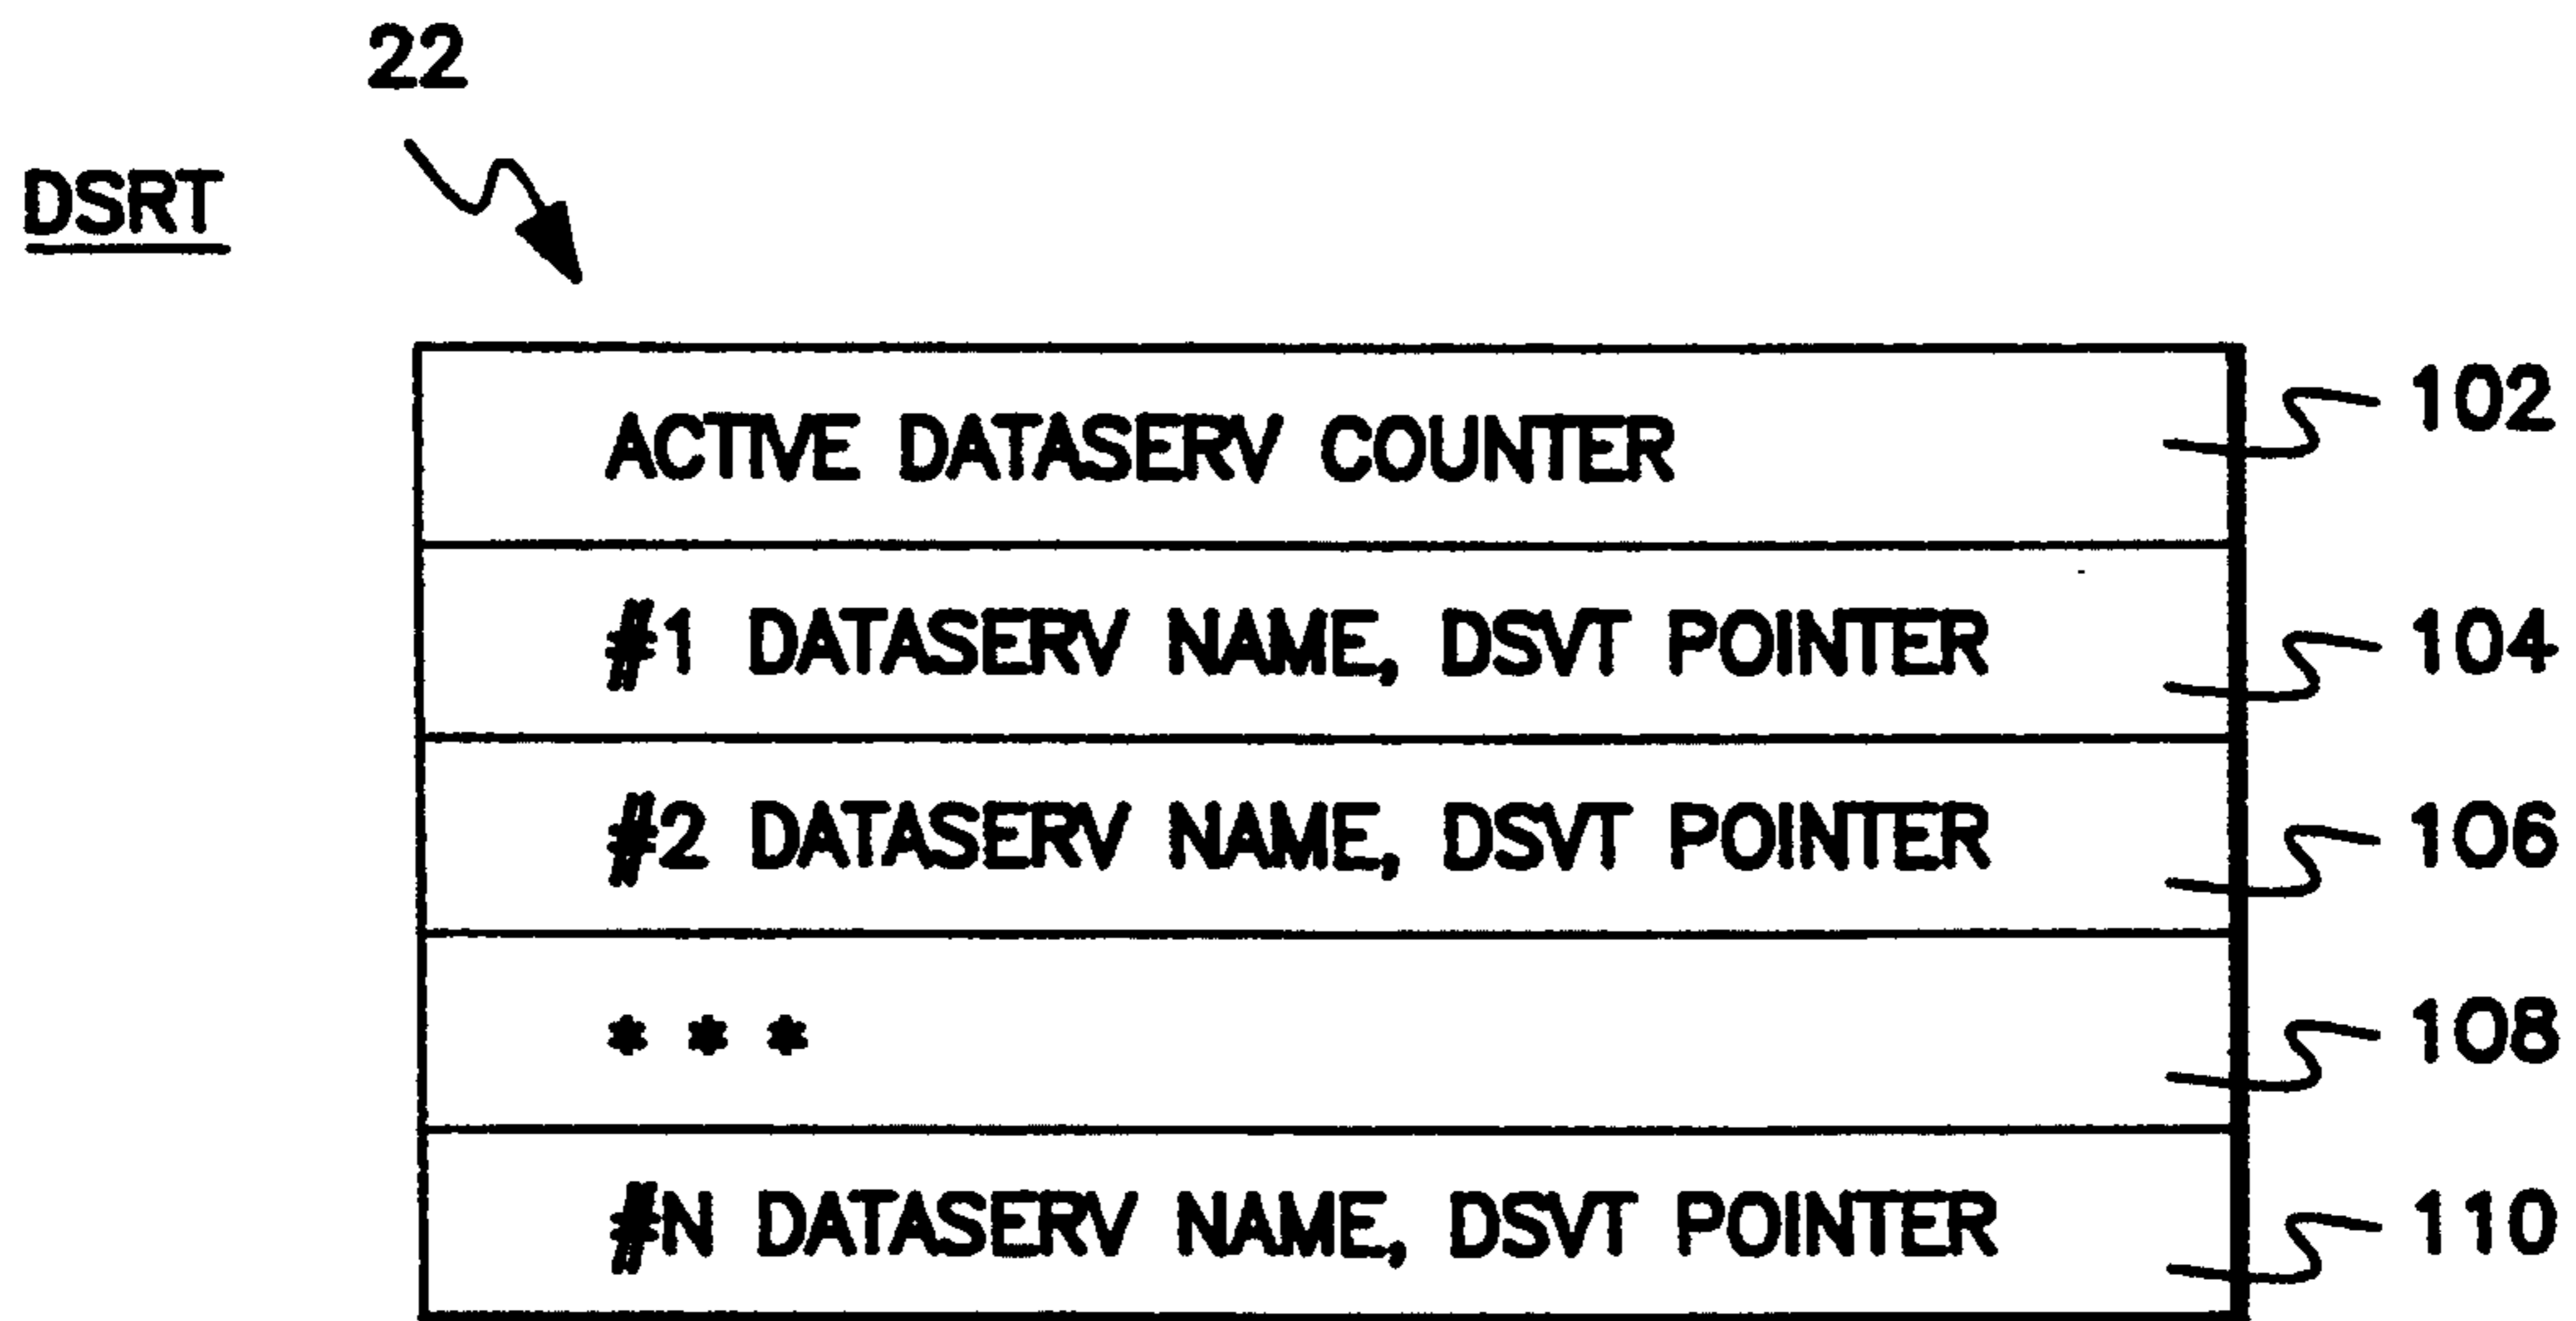 22
DSRT
ACTIVE DATASERV COUNTER 102
#1 DATASERV NAME, DSVT POINTER 104
#2 DATASERV NAME, DSVT POINTER 106
* * * 108
#N DATASERV NAME, DSVT POINTER 110